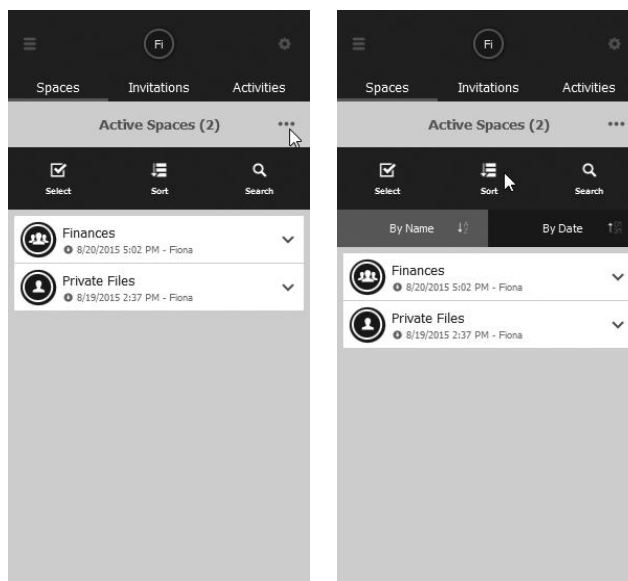 Fi
Spaces Invitations Activities
Active Spaces (2)
Select Sort Search
Finances
8/20/2015 5:02 PM - Fiona
Private Files
8/19/2015 2:37 PM - Fiona
Fi
Spaces Invitations Activities
Active Spaces (2)
Select Sort Search
By Name By Date
Finances
8/20/2015 5:02 PM - Fiona
Private Files
8/19/2015 2:37 PM - Fiona